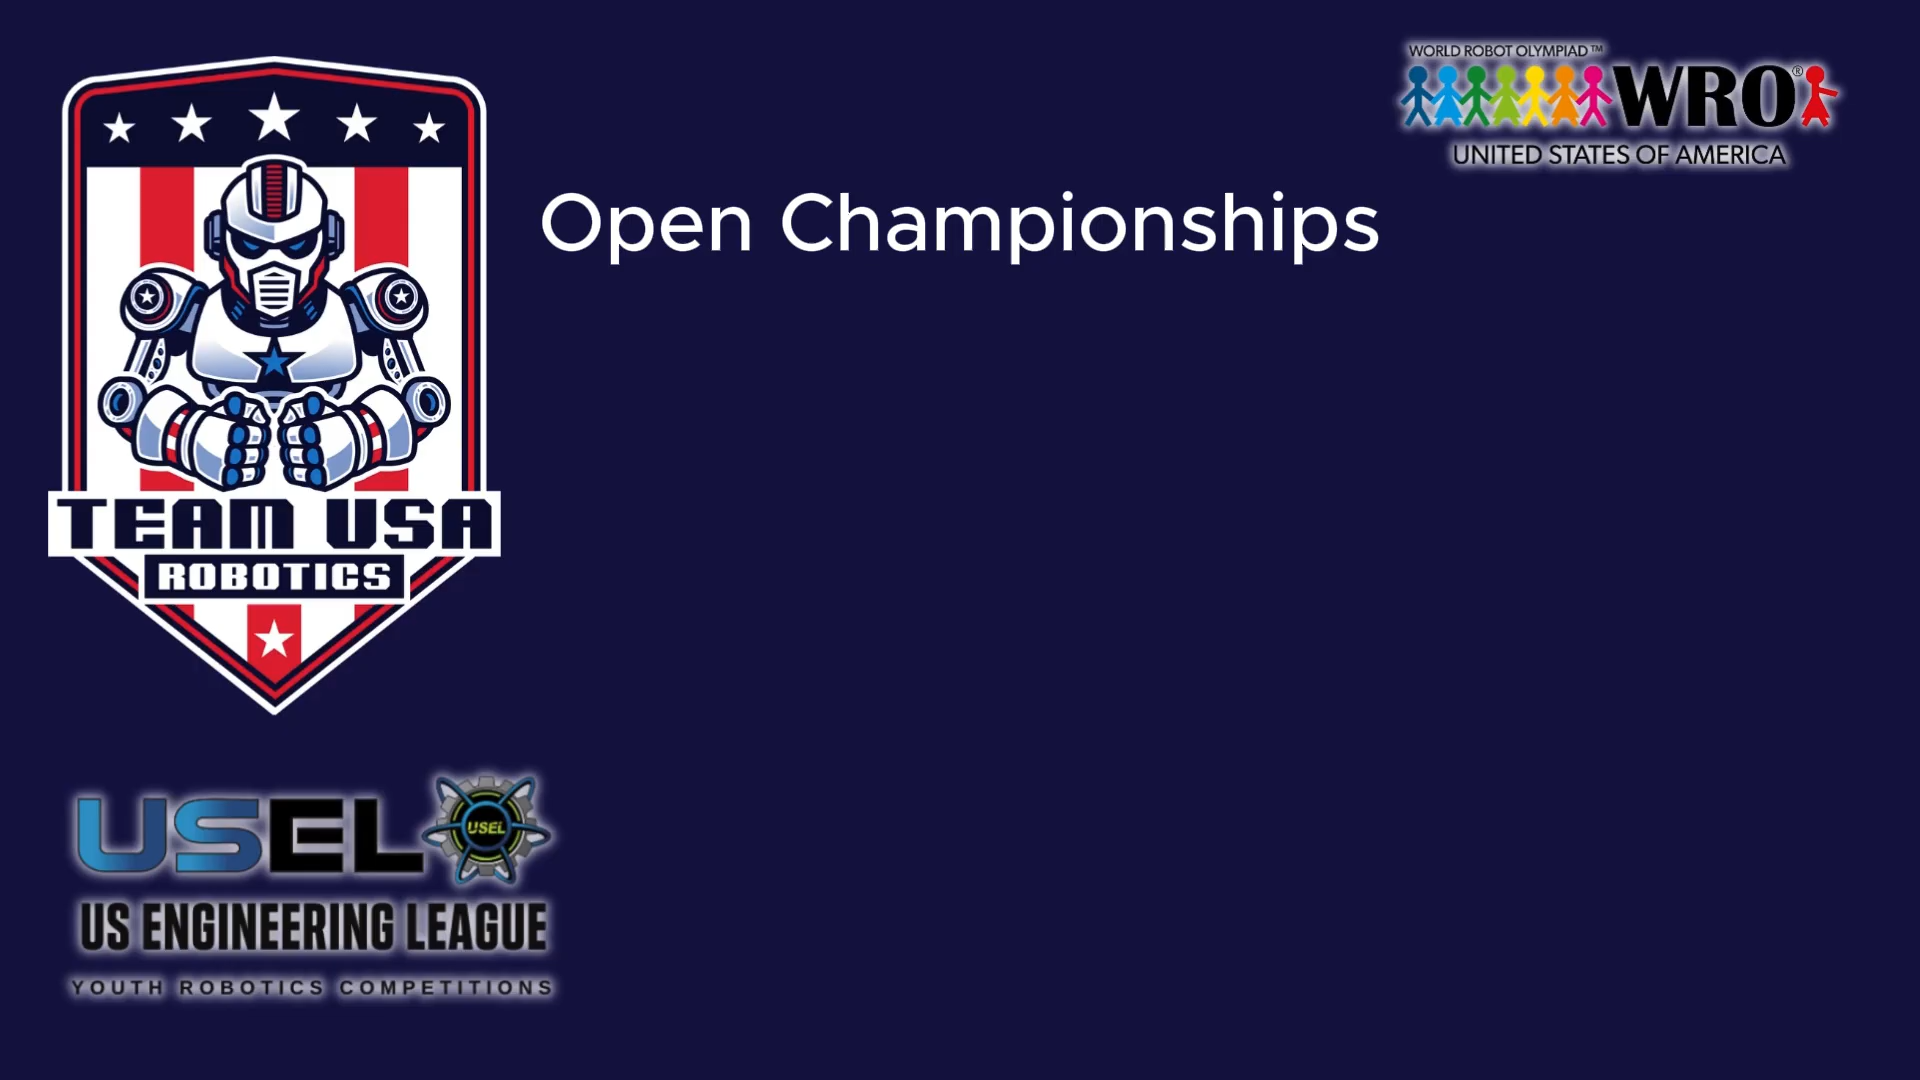 WORLD ROBOT OLYMPIAD™
WRO®
UNITED STATES OF AMERICA
Open Championships
TEAM USA
ROBOTICS
USEL
USEL
US ENGINEERING LEAGUE
YOUTH ROBOTICS COMPETITIONS